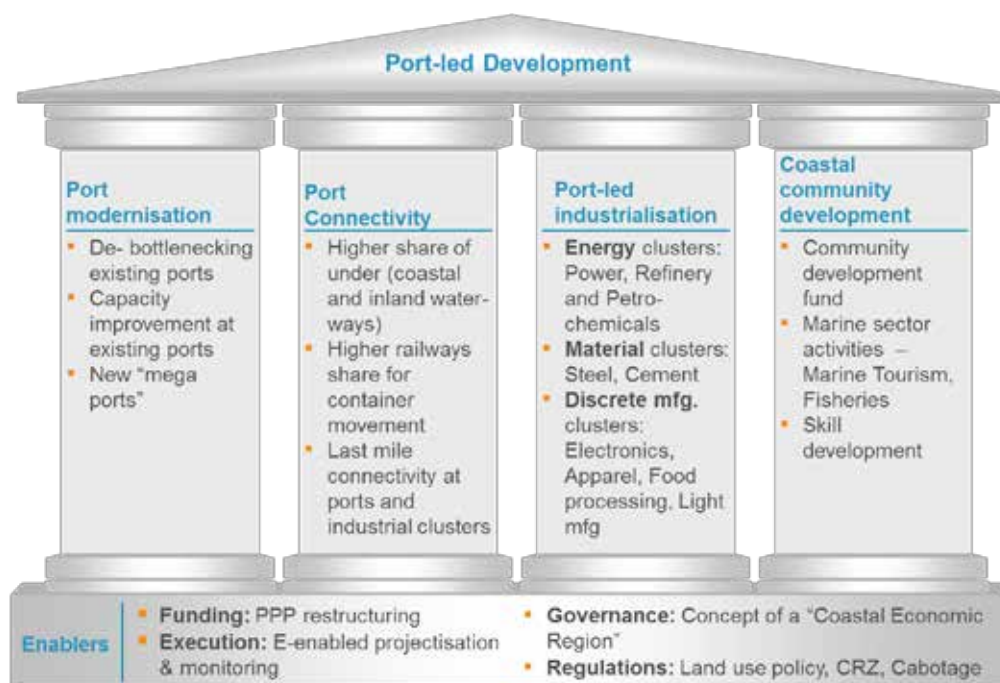 Port-led Development
Port
modernisation
De- bottlenecking
existing ports
Capacity
improvement at
existing ports
New “mega
ports”
Port
Connectivity
Higher share of
under (coastal
and inland water-
ways)
Higher railways
share for
container
movement
Last mile
connectivity at
ports and
industrial clusters
Port-led
industrialisation
Energy clusters:
Power, Refinery
and Petro-
chemicals
Material clusters:
Steel, Cement
Discrete mfg.
clusters:
Electronics,
Apparel, Food
processing, Light
mfg
Coastal
community
development
Community
development
fund
Marine sector
activities –
Marine Tourism,
Fisheries
Skill
development
Enablers
Funding: PPP restructuring
Execution: E-enabled projectisation
& monitoring
Governance: Concept of a “Coastal Economic
Region”
Regulations: Land use policy, CRZ, Cabotage